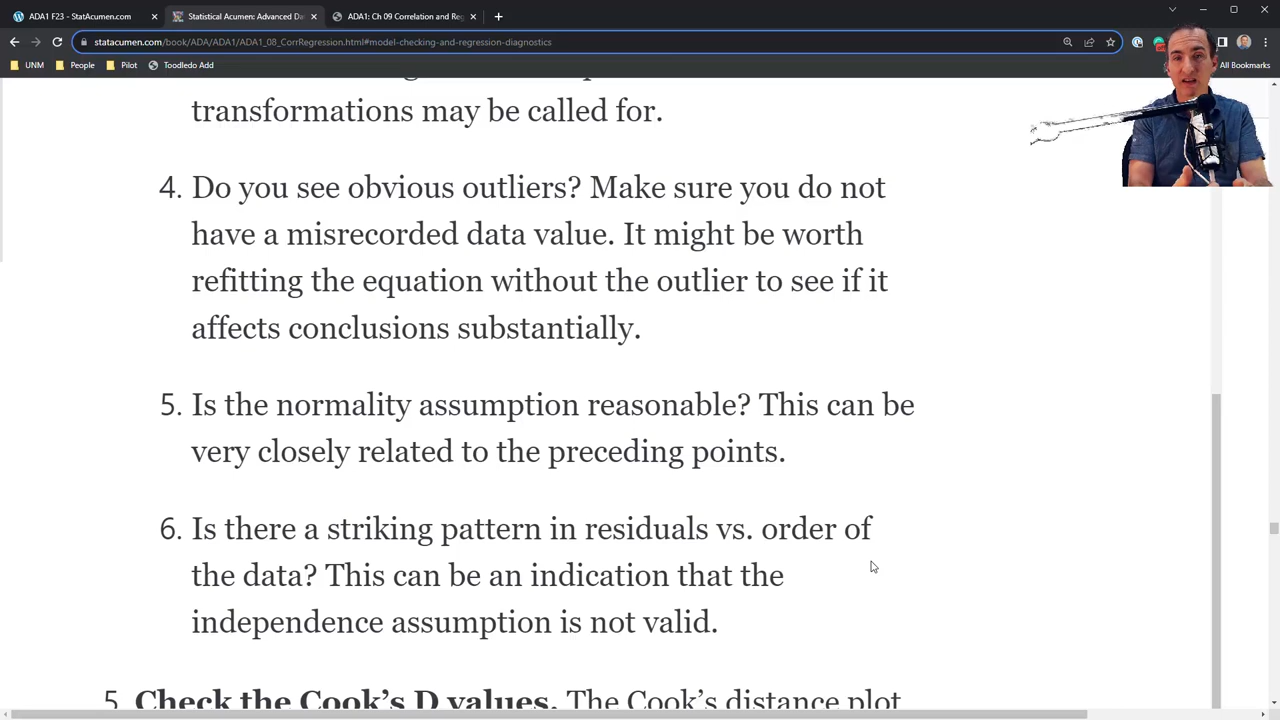 ADA1 F23 - StatAcumen.com
Statistical Acumen: Advanced Da
ADA1: Ch 09 Correlation and Reg
statacumen.com/book/ADA/ADA1/ADA1_08_CorrRegression.html#model-checking-and-regression-diagnostics
UNM
People
Pilot
Toodledo Add
All Bookmarks
transformations may be called for.
4. Do you see obvious outliers? Make sure you do not
have a misrecorded data value. It might be worth
refitting the equation without the outlier to see if it
affects conclusions substantially.
5. Is the normality assumption reasonable? This can be
very closely related to the preceding points.
6. Is there a striking pattern in residuals vs. order of
the data? This can be an indication that the
independence assumption is not valid.
5. Check the Cook's D values. The Cook's distance plot